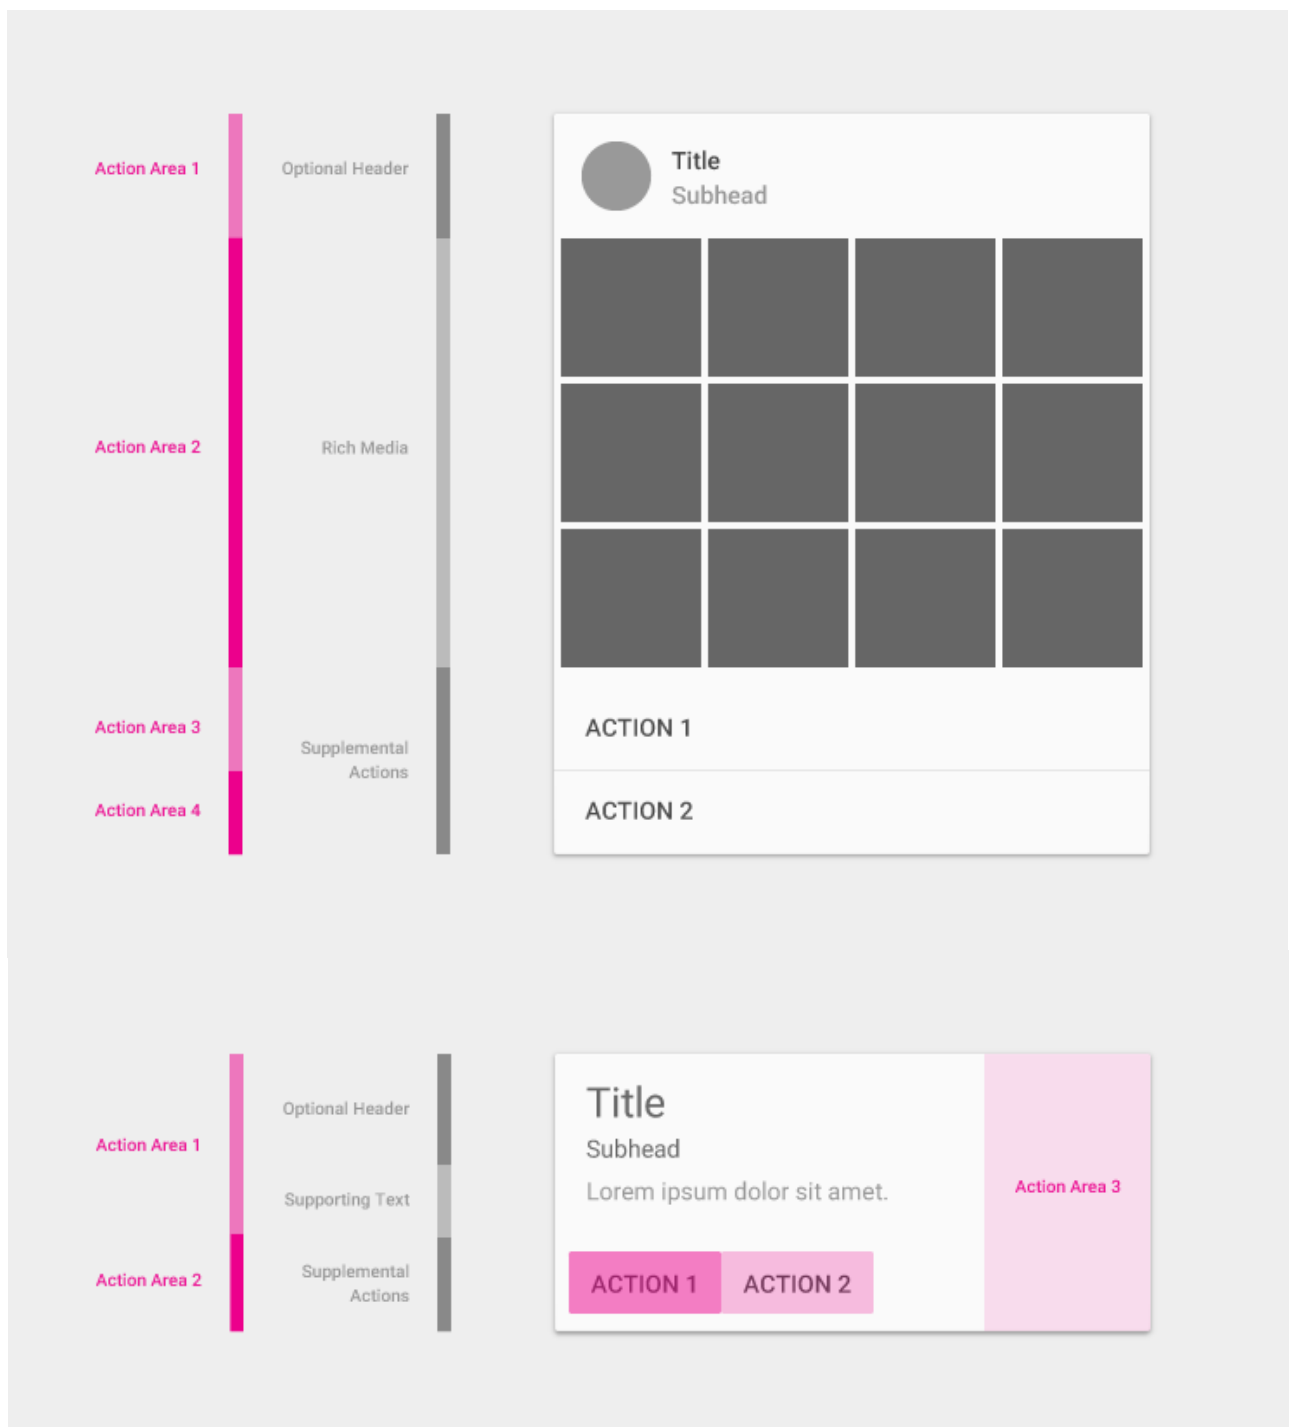 Action Area 1
Optional Header
Title
Subhead
Action Area 2
Rich Media
Action Area 3
Supplemental
Actions
ACTION 1
Action Area 4
ACTION 2
Optional Header
Title
Action Area 1
Subhead
Supporting Text
Lorem ipsum dolor sit amet.
Action Area 3
Action Area 2
Supplemental
Actions
ACTION 1
ACTION 2